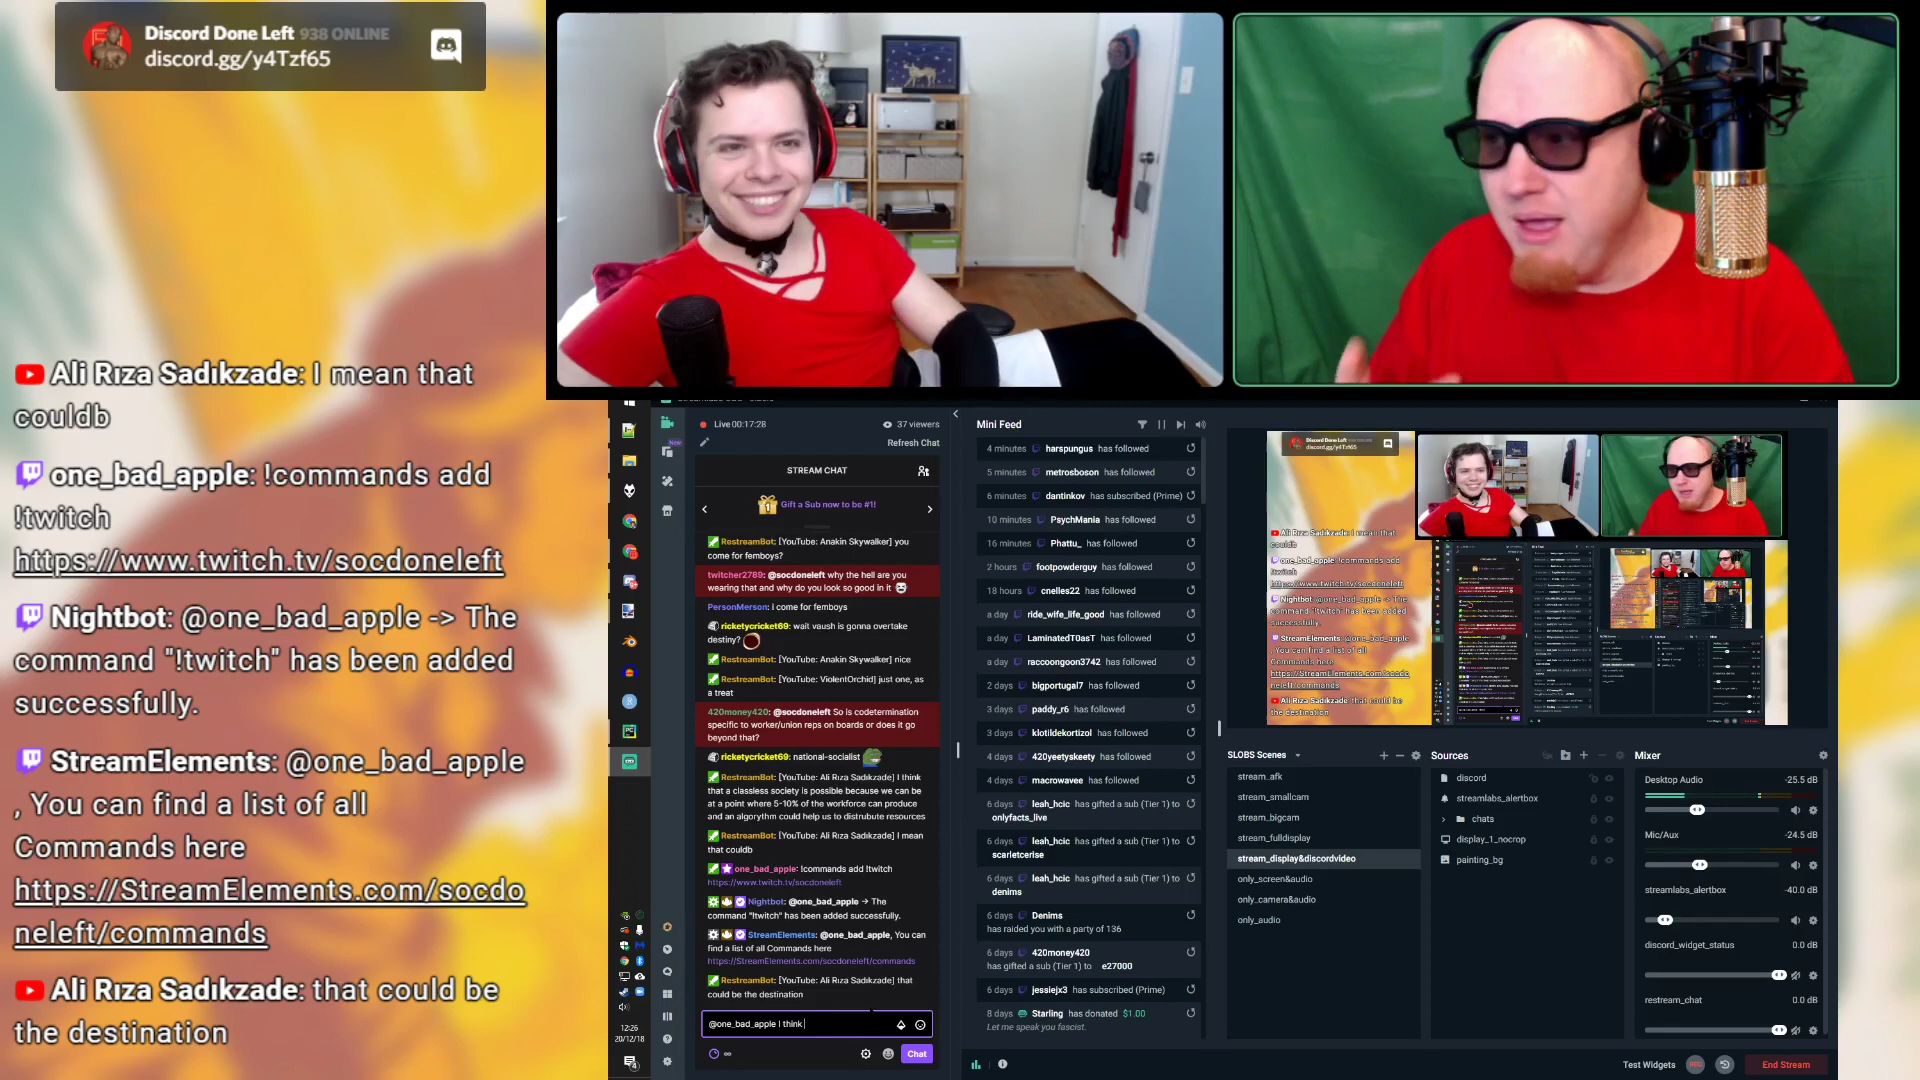 Discord Done Left 938 ONLINE
discord.gg/y4Tzf65
Ali Rıza Sadıkzade: I mean that
couldb
one_bad_apple: !commands add
!twitch
https://www.twitch.tv/socdoneleft
Nightbot: @one_bad_apple -> The
command "!twitch" has been added
successfully.
StreamElements: @one_bad_apple
, You can find a list of all
Commands here
https://StreamElements.com/socdo
neleft/commands
Ali Rıza Sadıkzade: that could be
the destination
New
12:26
20/12/18
Live 00:17:28
37 viewers
Refresh Chat
STREAM CHAT
Gift a Sub now to be #1!
RestreamBot: [YouTube: Anakin Skywalker] you
come for femboys?
twitcher2789: @socdoneleft why the hell are you
wearing that and why do you look so good in it
PersonMerson: i come for femboys
ricketycricket69: wait vaush is gonna overtake
destiny?
RestreamBot: [YouTube: Anakin Skywalker] nice
RestreamBot: [YouTube: ViolentOrchid] just one, as
a treat
420money420: @socdoneleft So is codetermination
specific to worker/union reps on boards or does it go
beyond that?
ricketycricket69: national-socialist
RestreamBot: [YouTube: Ali Rıza Sadıkzade] I think
that a classless society is possible because we can be
at a point where 5-10% of the workforce can produce
and an algorythm could help us to distrubute resources
RestreamBot: [YouTube: Ali Rıza Sadıkzade] I mean
that couldb
one_bad_apple: !commands add !twitch
https://www.twitch.tv/socdoneleft
Nightbot: @one_bad_apple -> The
command "!twitch" has been added successfully.
StreamElements: @one_bad_apple, You can
find a list of all Commands here
https://StreamElements.com/socdoneleft/commands
RestreamBot: [YouTube: Ali Rıza Sadıkzade] that
could be the destination
@one_bad_apple I think
Chat
Mini Feed
4 minutes harspungus has followed
5 minutes metrosboson has followed
6 minutes dantinkov has subscribed (Prime)
10 minutes PsychMania has followed
16 minutes Phattu_ has followed
2 hours footpowderguy has followed
18 hours cnelles22 has followed
a day ride_wife_life_good has followed
a day LaminatedT0asT has followed
a day raccoongoon3742 has followed
2 days bigportugal7 has followed
3 days paddy_r6 has followed
3 days klotildekortizol has followed
4 days 420yeetyskeety has followed
4 days macrowavee has followed
6 days leah_hcic has gifted a sub (Tier 1) to
onlyfacts_live
6 days leah_hcic has gifted a sub (Tier 1) to
scarletcerise
6 days leah_hcic has gifted a sub (Tier 1) to
denims
6 days Denims
has raided you with a party of 136
6 days 420money420
has gifted a sub (Tier 1) to e27000
6 days jessiejx3 has subscribed (Prime)
8 days Starling has donated $1.00
Let me speak you fascist.
SLOBS Scenes
stream_afk
stream_smallcam
stream_bigcam
stream_fulldisplay
stream_display&discordvideo
only_screen&audio
only_camera&audio
only_audio
Sources
discord
streamlabs_alertbox
chats
display_1_nocrop
painting_bg
Mixer
Desktop Audio -25.5 dB
Mic/Aux -24.5 dB
streamlabs_alertbox -40.0 dB
discord_widget_status 0.0 dB
restream_chat 0.0 dB
Test Widgets
REC
End Stream